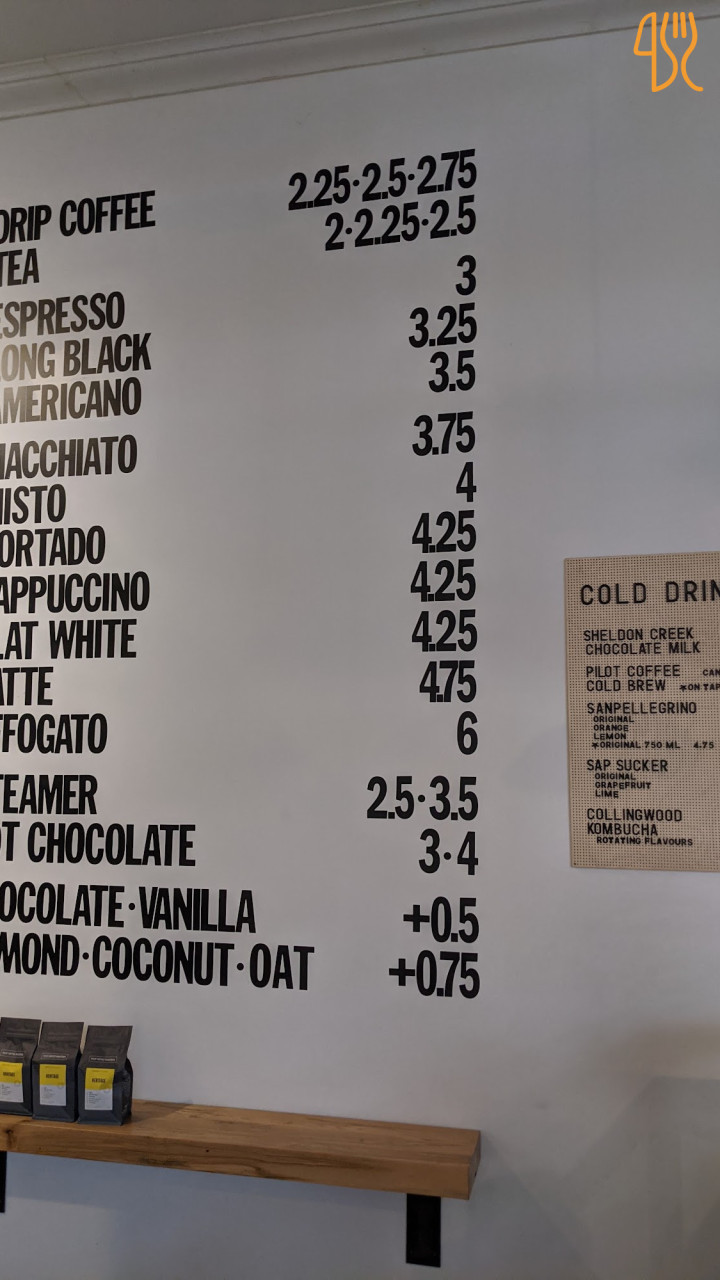 DRIP COFFEE 2.25·2.5·2.75
TEA 2·2.25·2.5
ESPRESSO 3
ONG BLACK 3.25
AMERICANO 3.5
ACCHIATO 3.75
ISTO 4
ORTADO 4.25
APPUCCINO 4.25
LAT WHITE 4.25
ATTE 4.75
FFOGATO 6
TEAMER 2.5·3.5
OT CHOCOLATE 3·4
OCOLATE·VANILLA +0.5
MOND·COCONUT·OAT +0.75
COLD DRIN
SHELDON CREEK
CHOCOLATE MILK
PILOT COFFEE CAN
COLD BREW *ON TAP
SANPELLEGRINO
ORIGINAL
ORANGE
LEMON
*ORIGINAL 750 ML 4.75
SAP SUCKER
ORIGINAL
GRAPEFRUIT
LIME
COLLINGWOOD
KOMBUCHA
ROTATING FLAVOURS